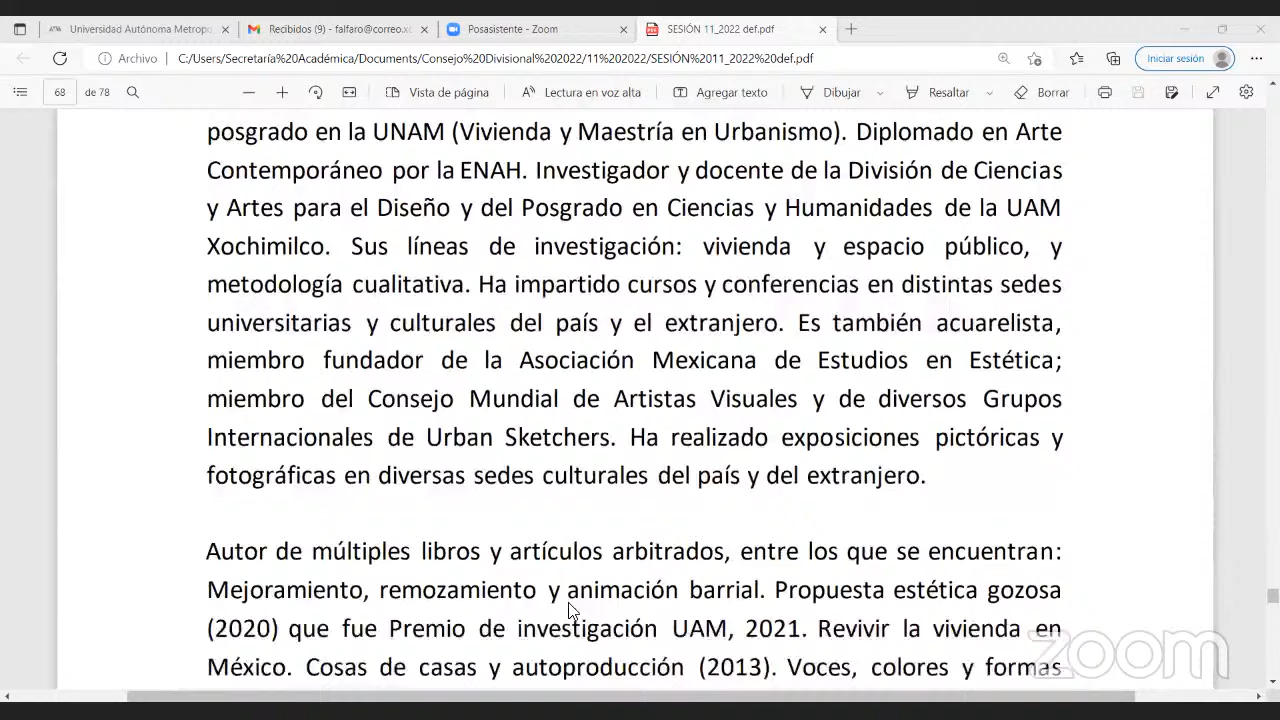 Universidad Autónoma Metropo
Recibidos (9) - falfaro@correo.xc
Posasistente - Zoom
SESIÓN 11_2022 def.pdf
Archivo
C:/Users/Secretaría%20Académica/Documents/Consejo%20Divisional%202022/11%202022/SESIÓN%2011_2022%20def.pdf
Iniciar sesión
68 de 78
Vista de página
Lectura en voz alta
Agregar texto
Dibujar
Resaltar
Borrar
posgrado en la UNAM (Vivienda y Maestría en Urbanismo). Diplomado en Arte
Contemporáneo por la ENAH. Investigador y docente de la División de Ciencias
y Artes para el Diseño y del Posgrado en Ciencias y Humanidades de la UAM
Xochimilco. Sus líneas de investigación: vivienda y espacio público, y
metodología cualitativa. Ha impartido cursos y conferencias en distintas sedes
universitarias y culturales del país y el extranjero. Es también acuarelista,
miembro fundador de la Asociación Mexicana de Estudios en Estética;
miembro del Consejo Mundial de Artistas Visuales y de diversos Grupos
Internacionales de Urban Sketchers. Ha realizado exposiciones pictóricas y
fotográficas en diversas sedes culturales del país y del extranjero.
Autor de múltiples libros y artículos arbitrados, entre los que se encuentran:
Mejoramiento, remozamiento y animación barrial. Propuesta estética gozosa
(2020) que fue Premio de investigación UAM, 2021. Revivir la vivienda en
México. Cosas de casas y autoproducción (2013). Voces, colores y formas
zoom